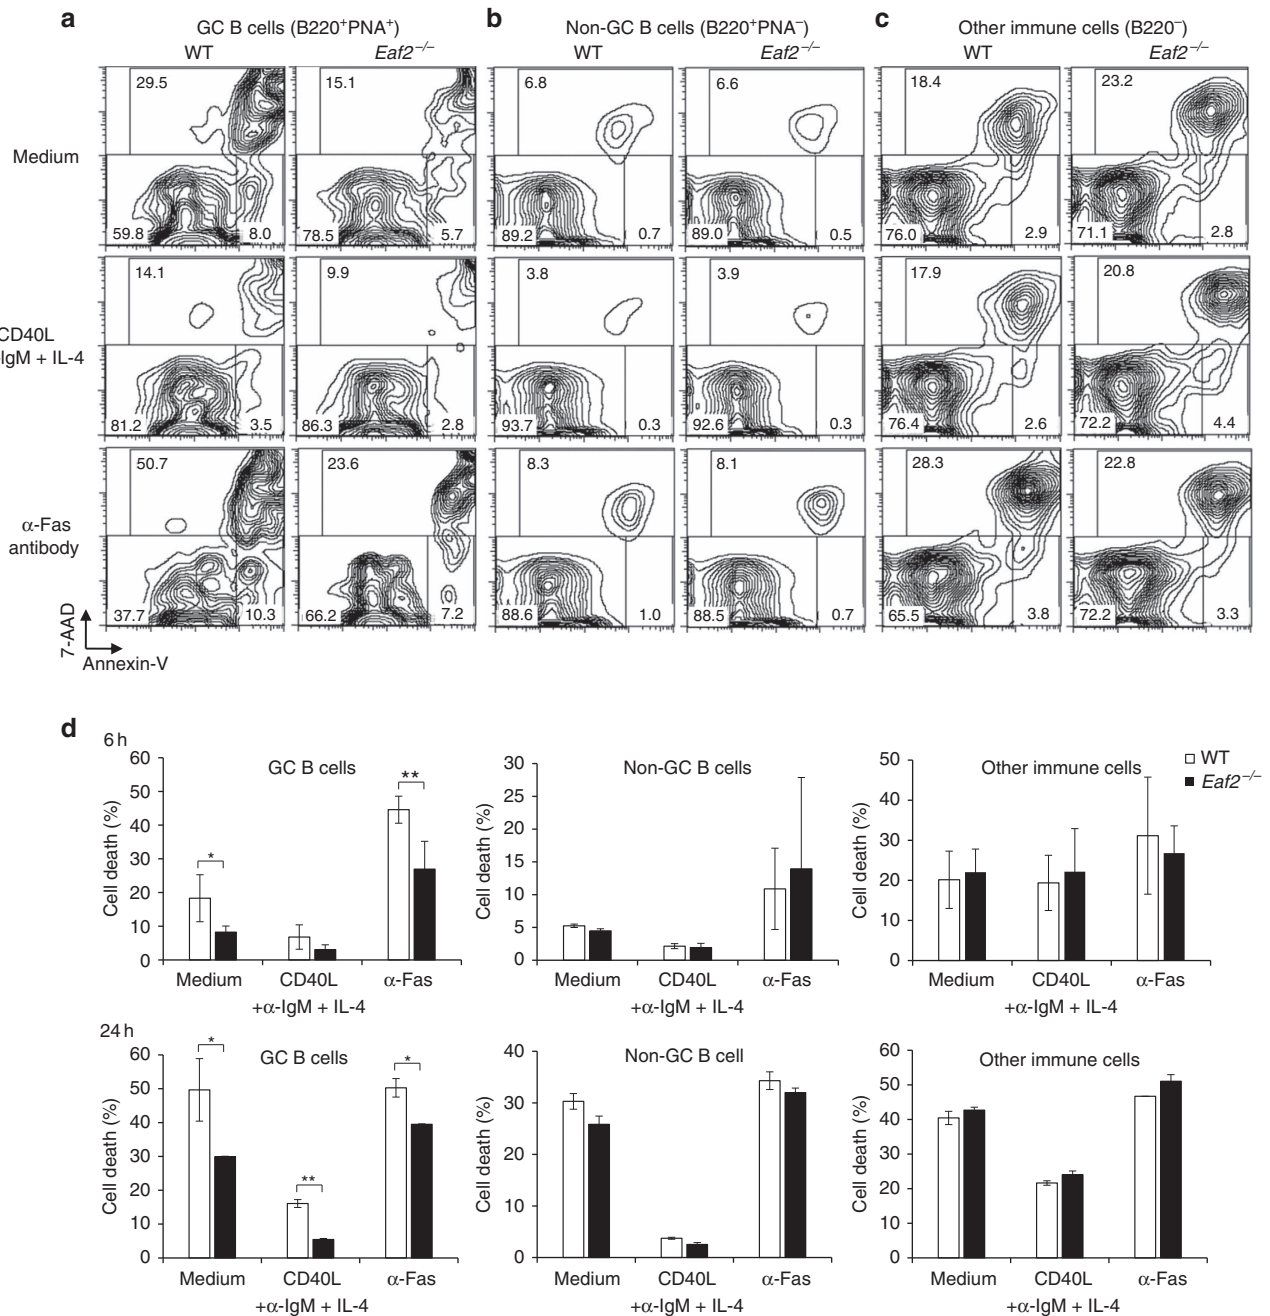 a
GC B cells (B220⁺PNA⁺)
WT Eaf2⁻/⁻
b
Non-GC B cells (B220⁺PNA⁻)
WT Eaf2⁻/⁻
c
Other immune cells (B220⁻)
WT Eaf2⁻/⁻
Medium
29.5 15.1 6.8 6.6 18.4 23.2
59.8 8.0 78.5 5.7 89.2 0.7 89.0 0.5 76.0 2.9 71.1 2.8
CD40L
IgM + IL-4
14.1 9.9 3.8 3.9 17.9 20.8
81.2 3.5 86.3 2.8 93.7 0.3 92.6 0.3 76.4 2.6 72.2 4.4
α-Fas
antibody
50.7 23.6 8.3 8.1 28.3 22.8
37.7 10.3 66.2 7.2 88.6 1.0 88.5 0.7 65.5 3.8 72.2 3.3
7-AAD
Annexin-V
d
6 h
GC B cells
Cell death (%)
60
50
40
30
20
10
0
*
**
Medium CD40L α-Fas
+α-IgM + IL-4
Non-GC B cells
Cell death (%)
30
25
20
15
10
5
0
Medium CD40L α-Fas
+α-IgM + IL-4
Other immune cells
Cell death (%)
50
40
30
20
10
0
Medium CD40L α-Fas
+α-IgM + IL-4
WT
Eaf2⁻/⁻
24 h
GC B cells
Cell death (%)
60
50
40
30
20
10
0
*
**
*
Medium CD40L α-Fas
+α-IgM + IL-4
Non-GC B cell
Cell death (%)
40
30
20
10
0
Medium CD40L α-Fas
+α-IgM + IL-4
Other immune cells
Cell death (%)
60
50
40
30
20
10
0
Medium CD40L α-Fas
+α-IgM + IL-4